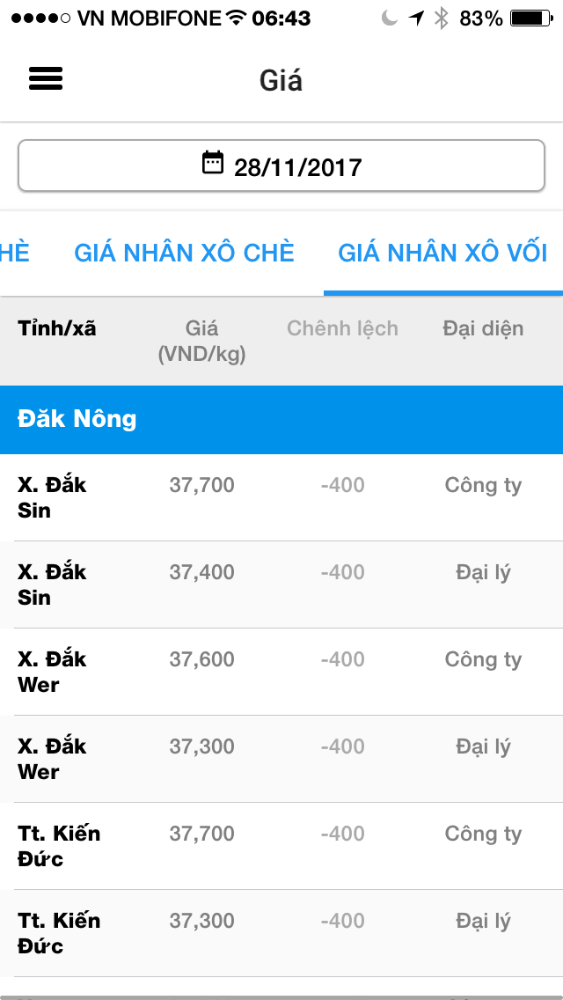 VN MOBIFONE 06:43 83%
Giá
28/11/2017
HÈ GIÁ NHÂN XÔ CHÈ GIÁ NHÂN XÔ VỐI
Tỉnh/xã Giá Chênh lệch Đại diện
(VND/kg)
Đăk Nông
X. Đắk 37,700 -400 Công ty
Sin
X. Đắk 37,400 -400 Đại lý
Sin
X. Đắk 37,600 -400 Công ty
Wer
X. Đắk 37,300 -400 Đại lý
Wer
Tt. Kiến 37,700 -400 Công ty
Đức
Tt. Kiến 37,300 -400 Đại lý
Đức